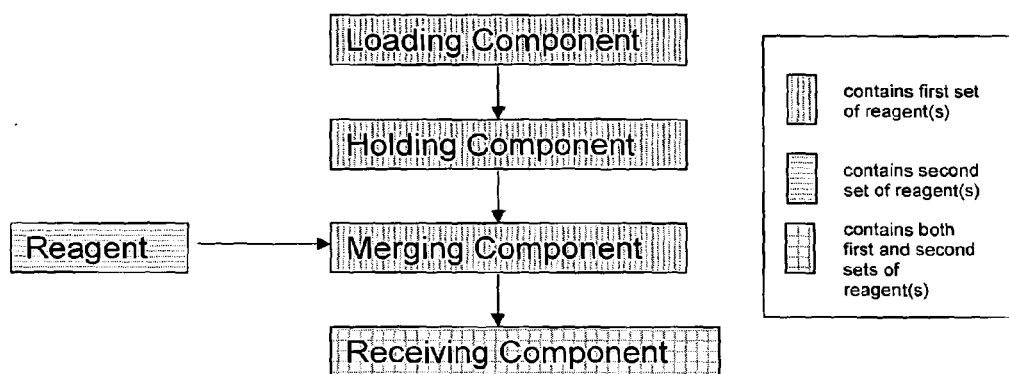 Loading Component
Holding Component
Reagent
Merging Component
Receiving Component
contains first set
of reagent(s)
contains second
set of reagent(s)
contains both
first and second
sets of
reagent(s)